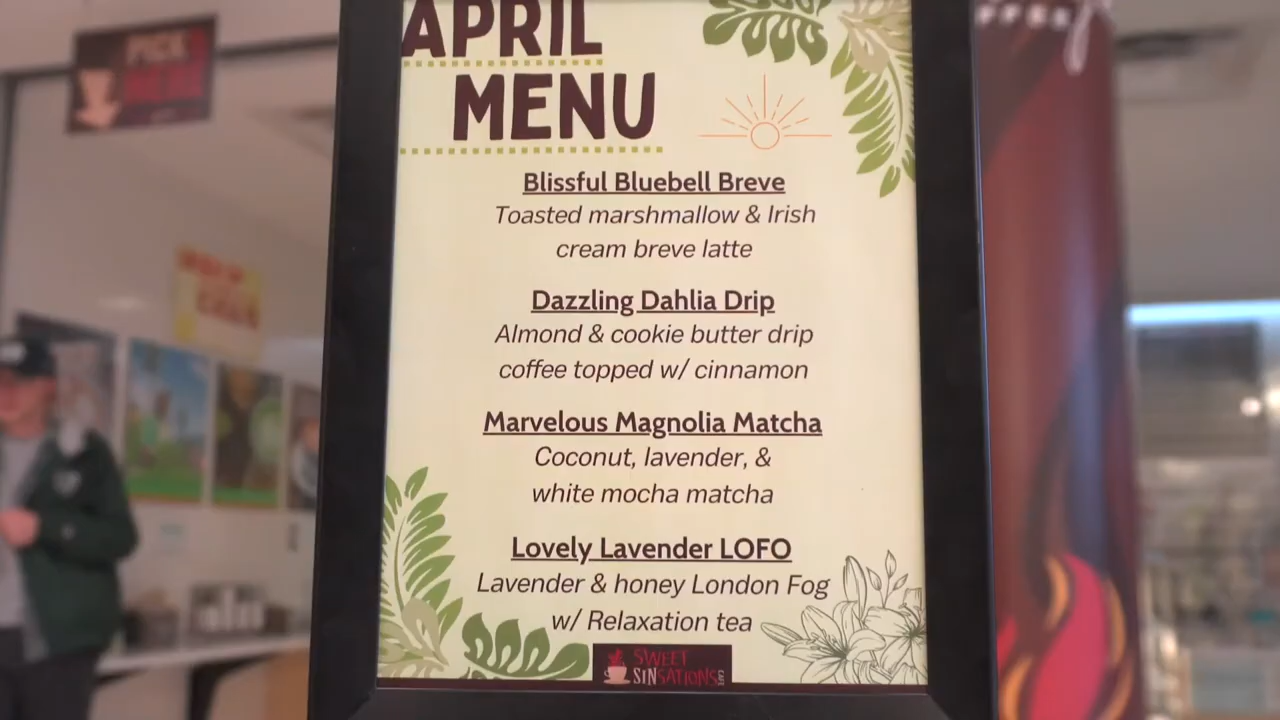 APRIL
MENU
Blissful Bluebell Breve
Toasted marshmallow & Irish
cream breve latte
Dazzling Dahlia Drip
Almond & cookie butter drip
coffee topped w/ cinnamon
Marvelous Magnolia Matcha
Coconut, lavender, &
white mocha matcha
Lovely Lavender LOFO
Lavender & honey London Fog
w/ Relaxation tea
SWEET
SINSATIONS
CAFE
PICK